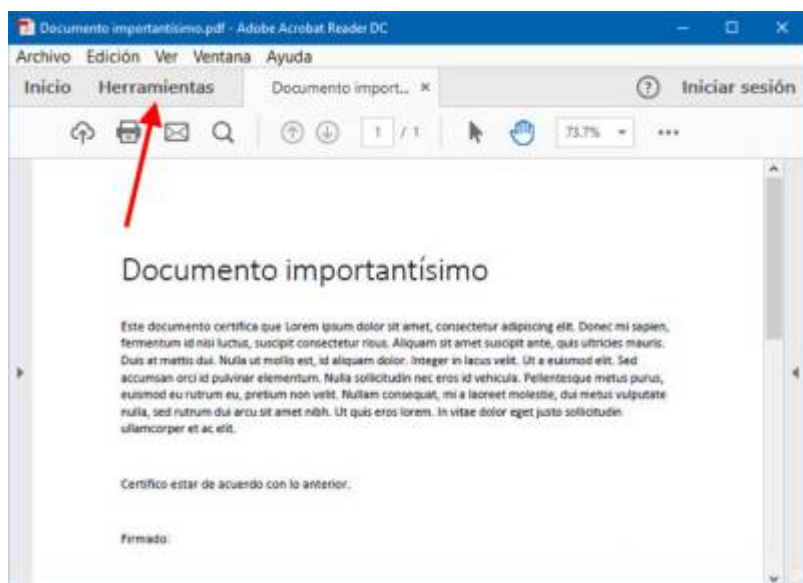 Documento importantísimo.pdf - Adobe Acrobat Reader DC
Archivo Edición Ver Ventana Ayuda
Inicio Herramientas Documento import... × ? Iniciar sesión
1 / 1 73.7%
Documento importantísimo
Este documento certifica que Lorem ipsum dolor sit amet, consectetur adipiscing elit. Donec mi sapien,
fermentum id nisi luctus, suscipit consectetur risus. Aliquam sit amet suscipit ante, quis ultricies mauris.
Duis at mattis dui. Nulla ut mollis est, id aliquam dolor. Integer in lacus velit. Ut a euismod elit. Sed
accumsan orci id pulvinar elementum. Nulla sollicitudin nec eros id vehicula. Pellentesque metus purus,
euismod eu rutrum eu, pretium non velit. Nullam consequat, mi a laoreet molestie, dui metus vulputate
nulla, sed rutrum dui arcu sit amet nibh. Ut quis eros lorem. In vitae dolor eget justo sollicitudin
ullamcorper et ac elit.
Certifico estar de acuerdo con lo anterior.
Firmado: